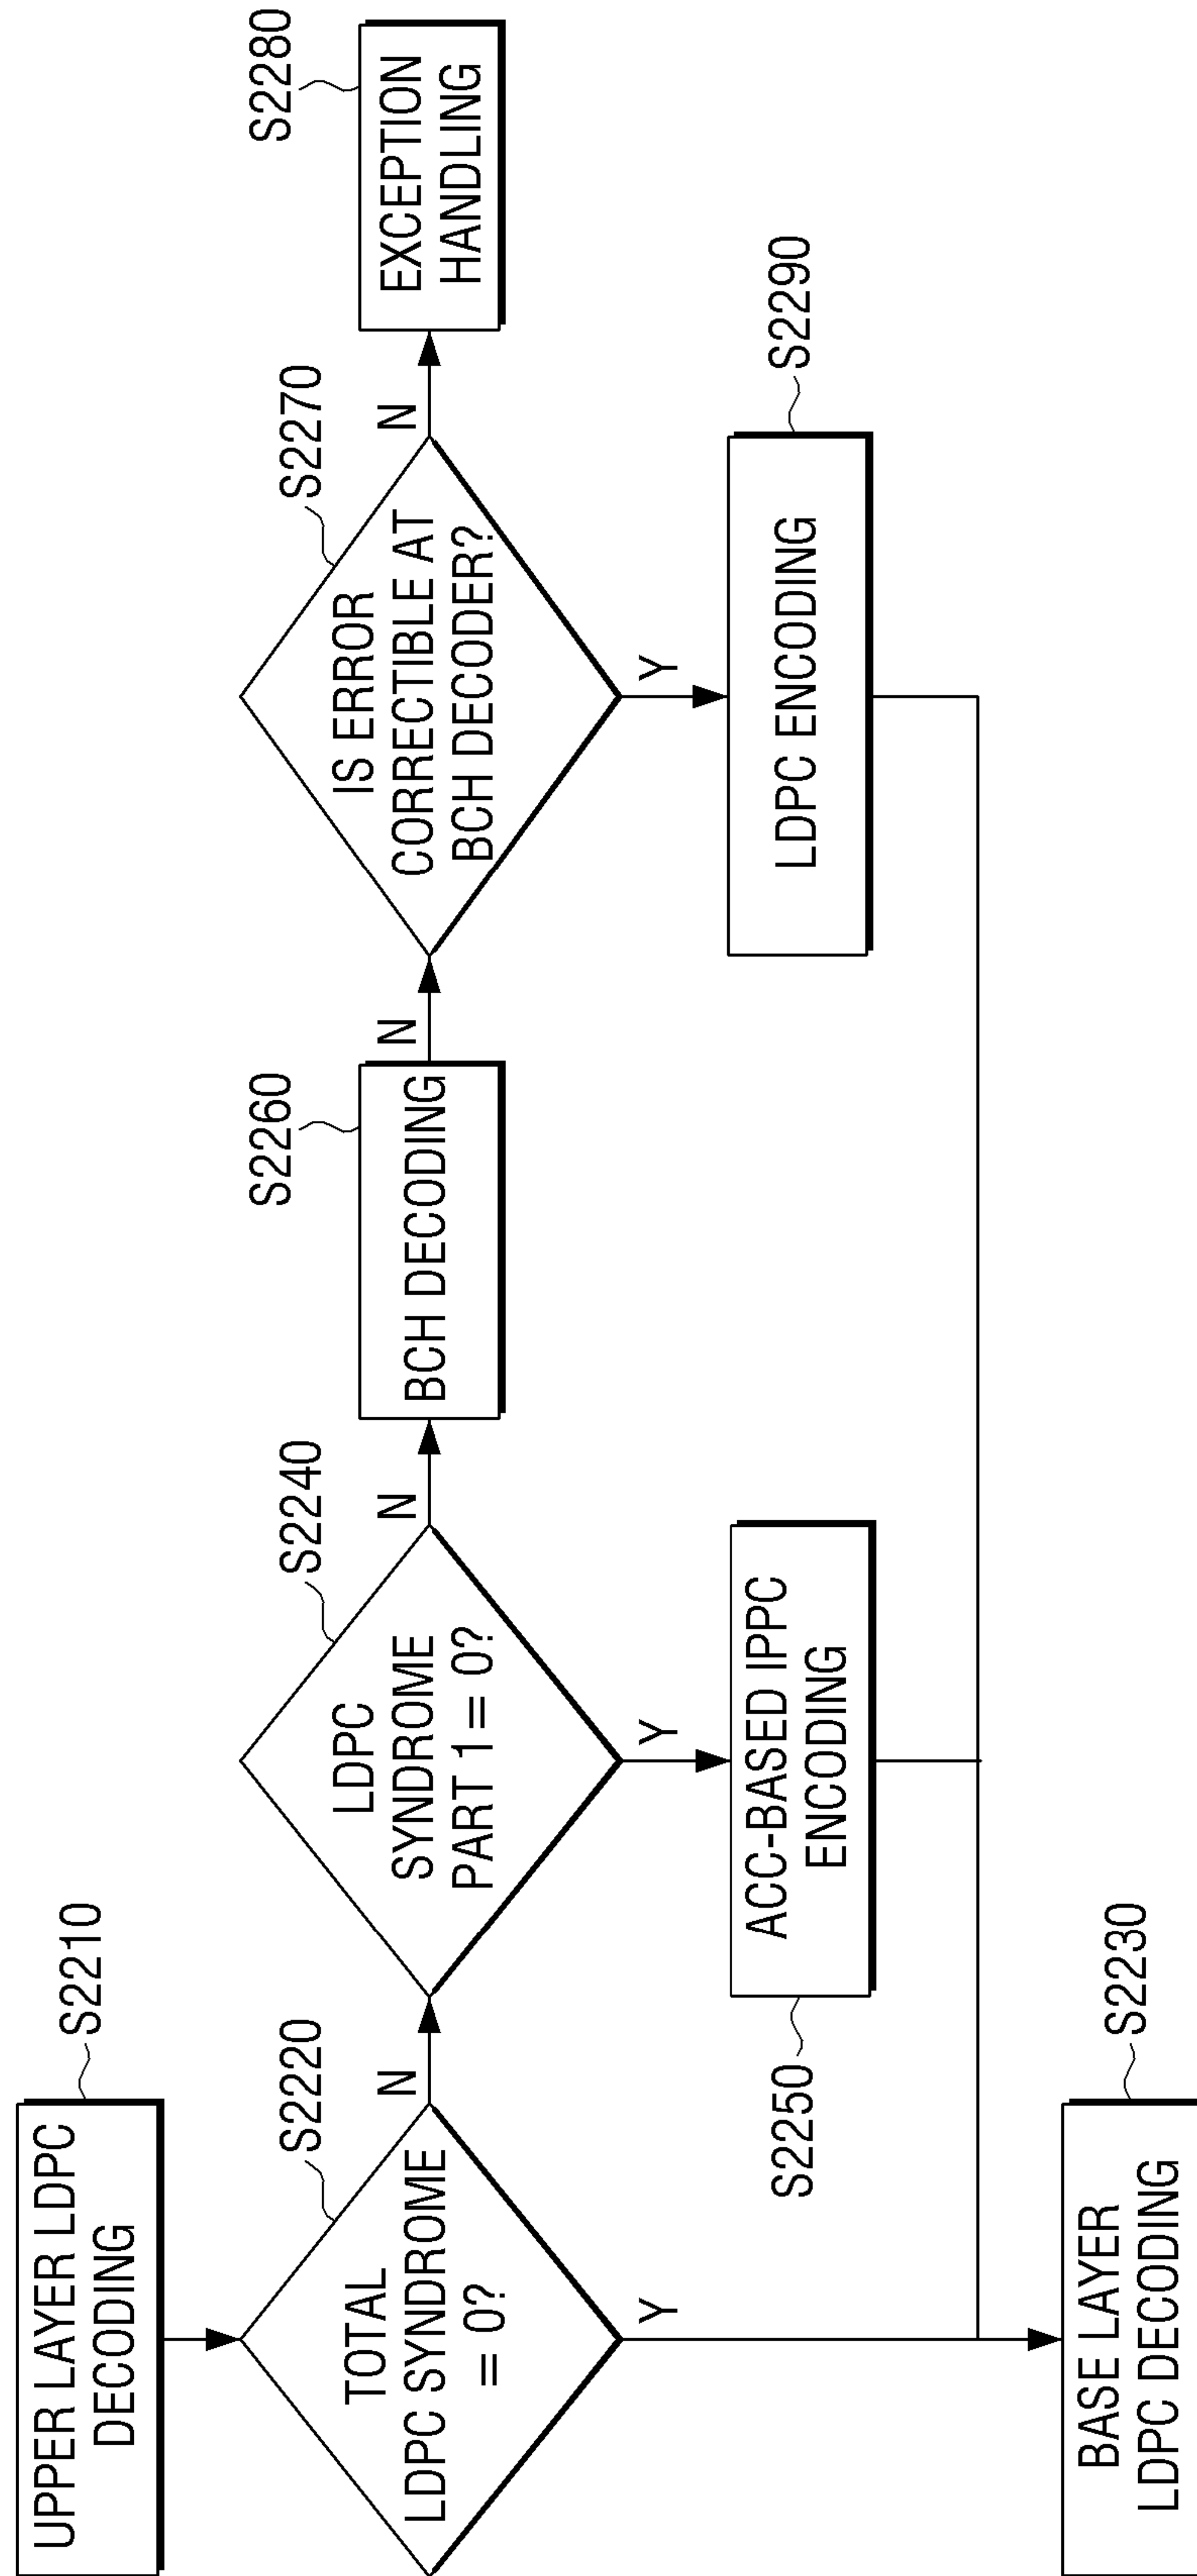 UPPER LAYER LDPC
DECODING
S2210
TOTAL
LDPC SYNDROME
= 0?
S2220
N
Y
LDPC
SYNDROME
PART 1 = 0?
S2240
N
Y
BCH DECODING
S2260
N
IS ERROR
CORRECTIBLE AT
BCH DECODER?
S2270
N
Y
EXCEPTION
HANDLING
S2280
S2250
ACC-BASED IPPC
ENCODING
LDPC ENCODING
S2290
BASE LAYER
LDPC DECODING
S2230